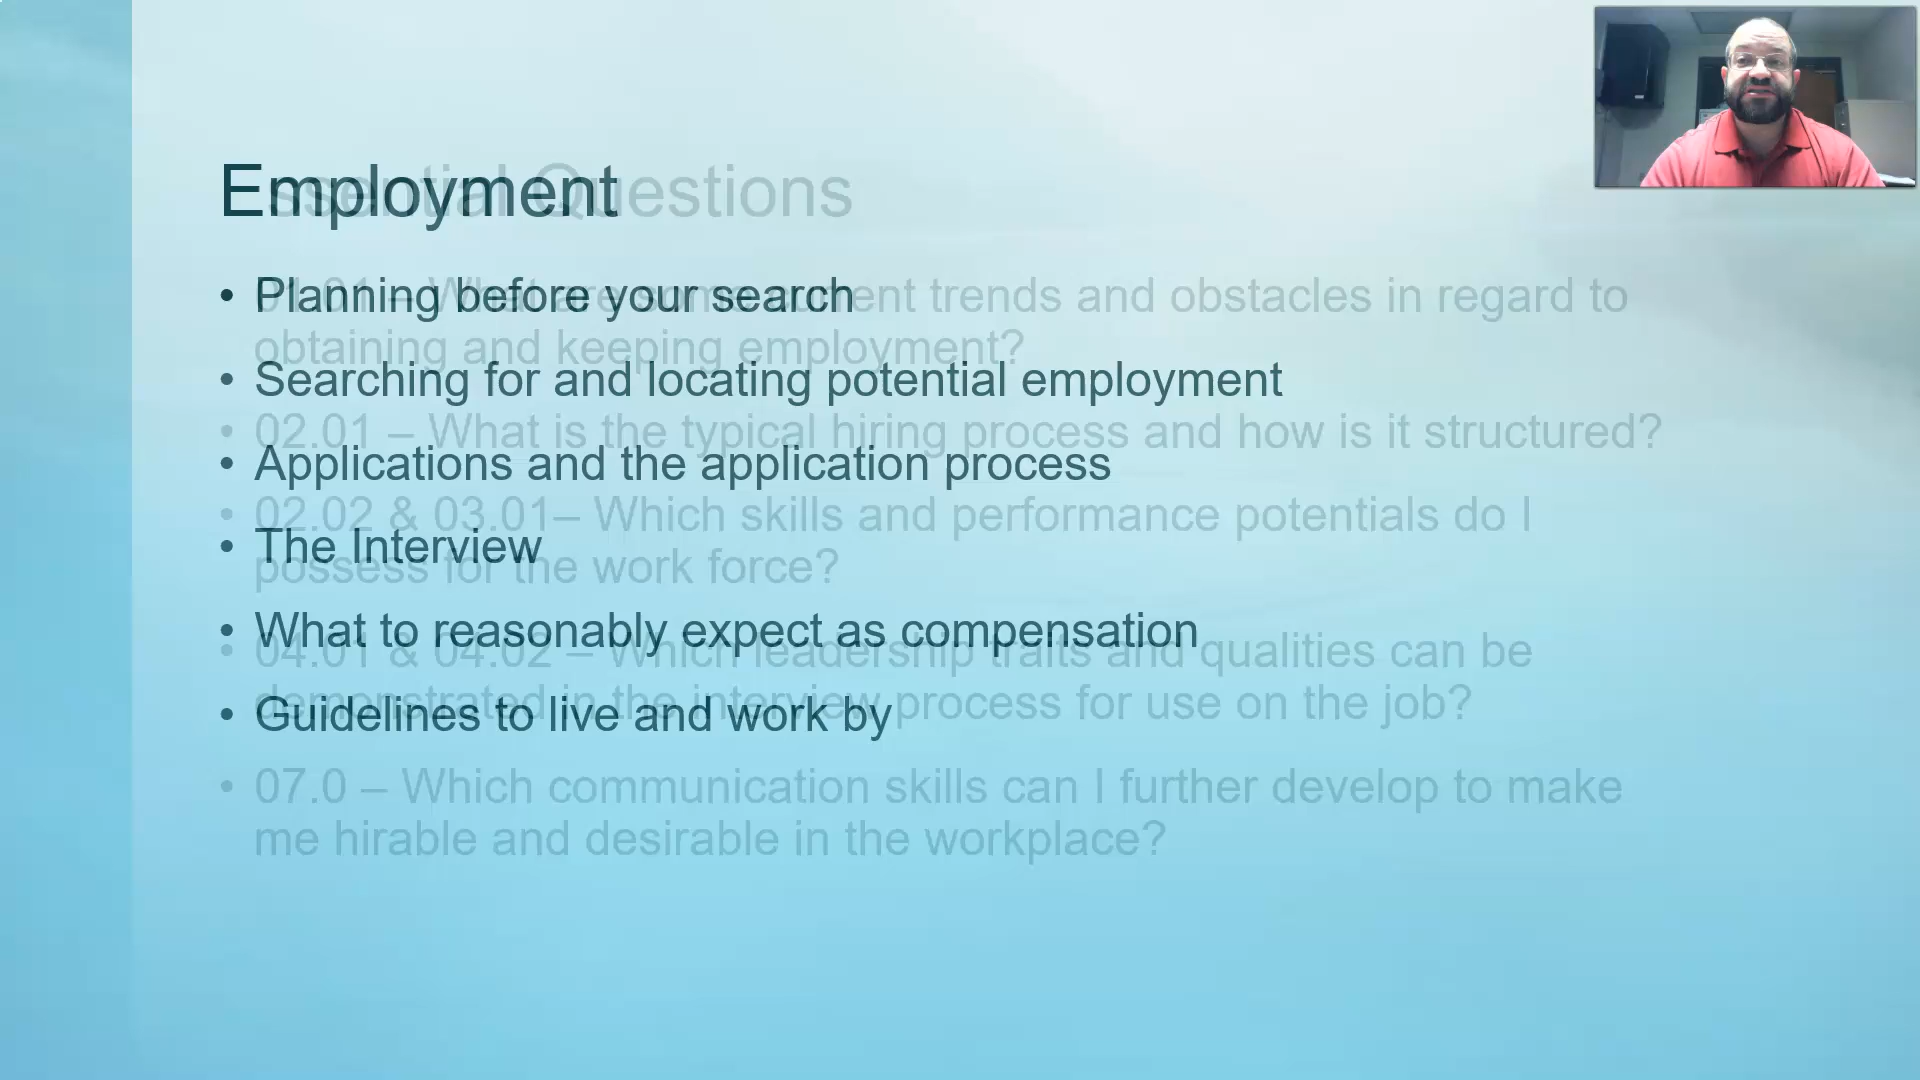 Employment
• Planning before your search
• Searching for and locating potential employment
• Applications and the application process
• The Interview
• What to reasonably expect as compensation
• Guidelines to live and work by
Essential Questions
01.01 – What are some current trends and obstacles in regard to
obtaining and keeping employment?
• 02.01 – What is the typical hiring process and how is it structured?
• 02.02 & 03.01– Which skills and performance potentials do I
possess for the work force?
• 04.01 & 04.02 – Which leadership traits and qualities can be
demonstrated in the interview process for use on the job?
• 07.0 – Which communication skills can I further develop to make
me hirable and desirable in the workplace?